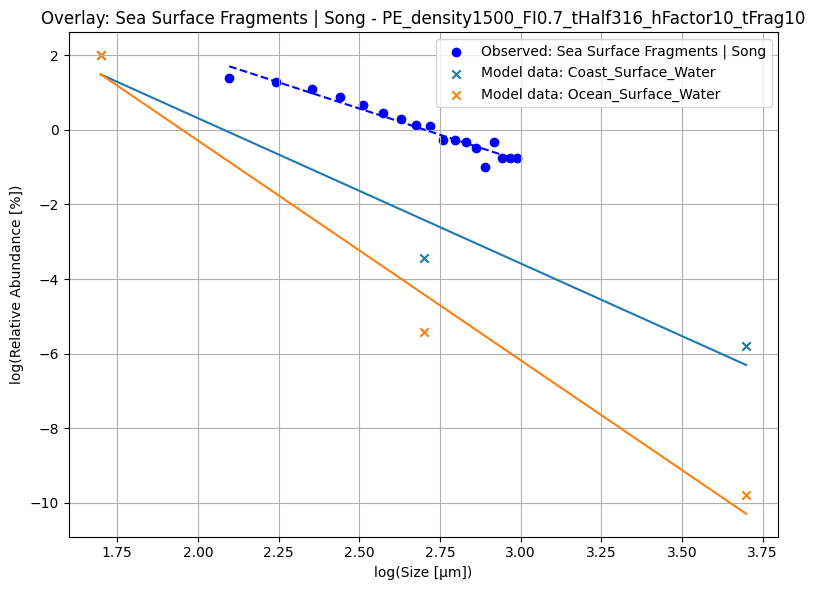 Overlay: Sea Surface Fragments | Song - PE_density1500_FI0.7_tHalf316_hFactor10_tFrag10
Observed: Sea Surface Fragments | Song
Model data: Coast_Surface_Water
Model data: Ocean_Surface_Water
log(Relative Abundance [%])
2
0
−2
−4
−6
−8
−10
1.75
2.00
2.25
2.50
2.75
3.00
3.25
3.50
3.75
log(Size [μm])